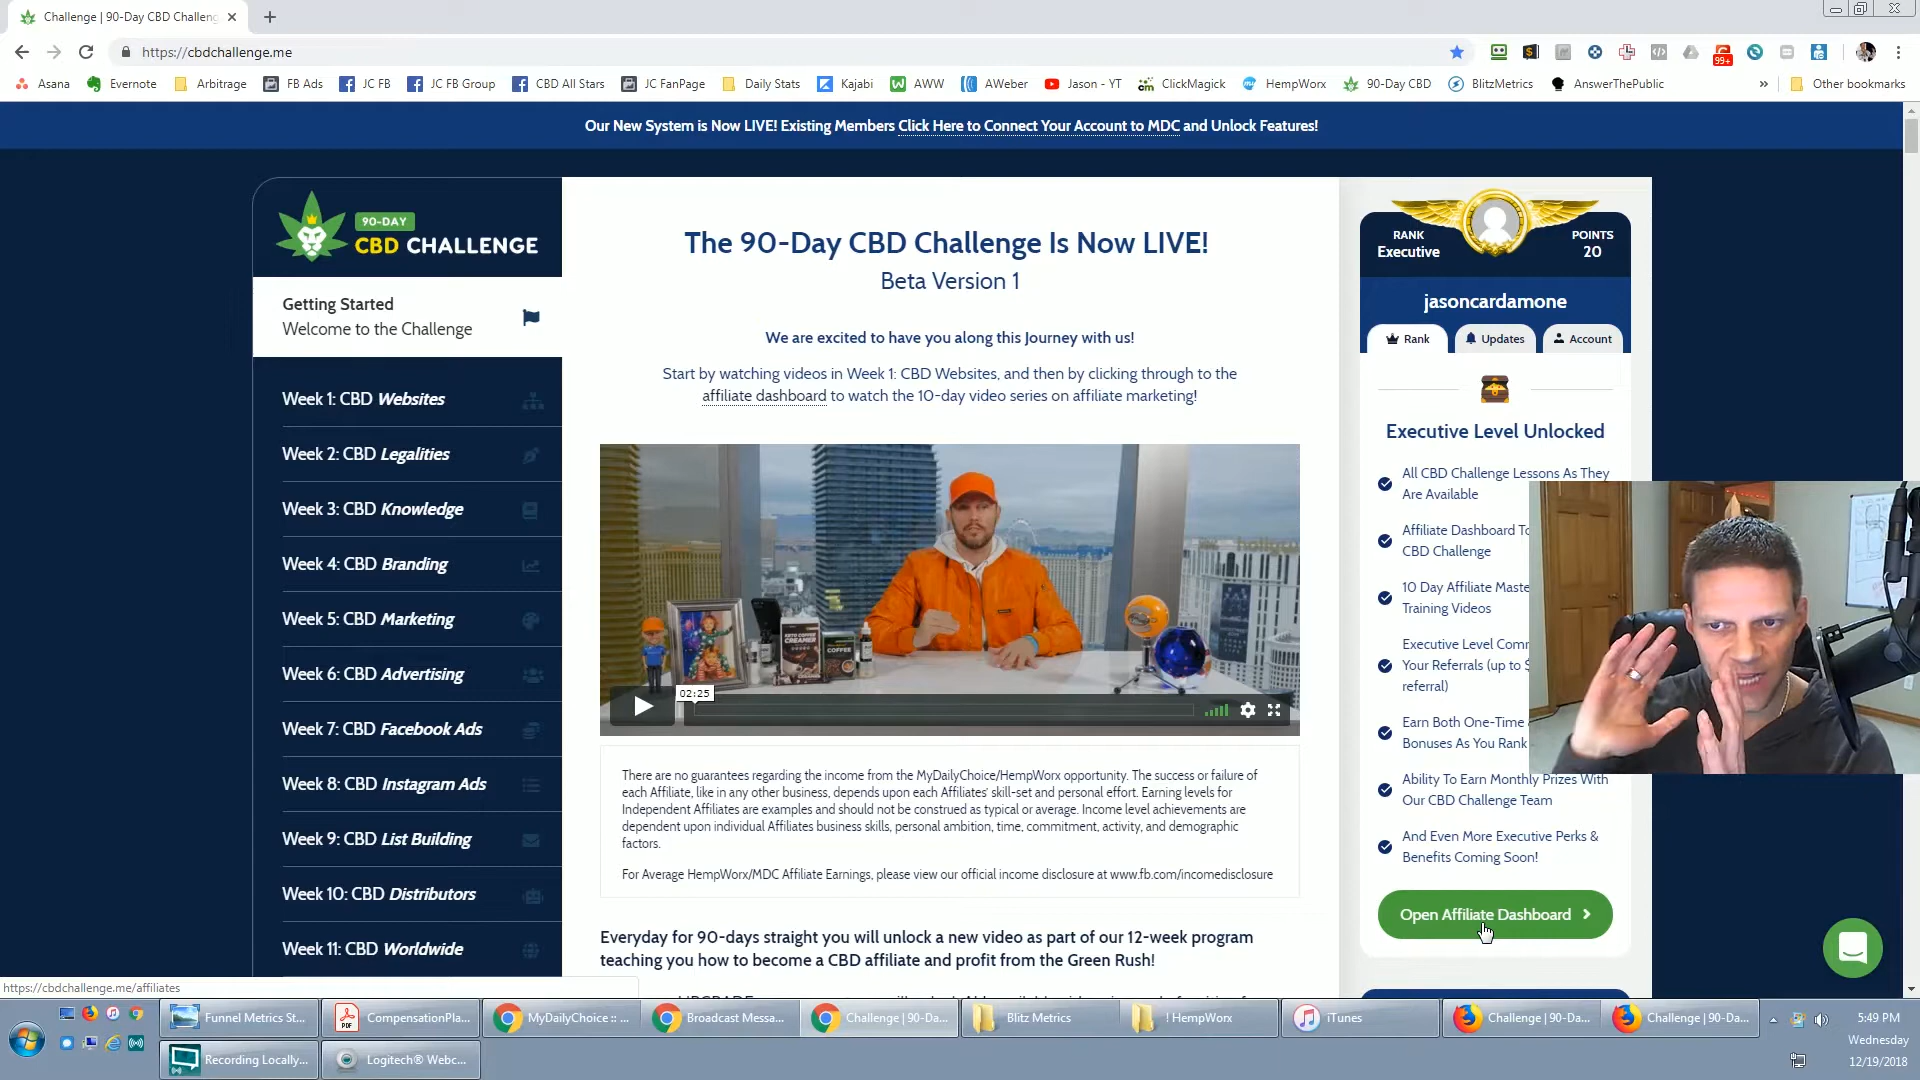 Challenge | 90-Day CBD Challeng
https://cbdchallenge.me
99+
Asana
Evernote
Arbitrage
FB Ads
JC FB
JC FB Group
CBD All Stars
JC FanPage
Daily Stats
Kajabi
AWW
AWeber
Jason - YT
ClickMagick
HempWorx
90-Day CBD
BlitzMetrics
AnswerThePublic
»
Other bookmarks
Our New System is Now LIVE! Existing Members Click Here to Connect Your Account to MDC and Unlock Features!
90-DAY
CBD CHALLENGE
Getting Started
Welcome to the Challenge
Week 1: CBD Websites
Week 2: CBD Legalities
Week 3: CBD Knowledge
Week 4: CBD Branding
Week 5: CBD Marketing
Week 6: CBD Advertising
Week 7: CBD Facebook Ads
Week 8: CBD Instagram Ads
Week 9: CBD List Building
Week 10: CBD Distributors
Week 11: CBD Worldwide
The 90-Day CBD Challenge Is Now LIVE!
Beta Version 1
We are excited to have you along this Journey with us!
Start by watching videos in Week 1: CBD Websites, and then by clicking through to the
affiliate dashboard to watch the 10-day video series on affiliate marketing!
COFFEE
02:25
There are no guarantees regarding the income from the MyDailyChoice/HempWorx opportunity. The success or failure of
each Affiliate, like in any other business, depends upon each Affiliates' skill-set and personal effort. Earning levels for
Independent Affiliates are examples and should not be construed as typical or average. Income level achievements are
dependent upon individual Affiliates business skills, personal ambition, time, commitment, activity, and demographic
factors.
For Average HempWorx/MDC Affiliate Earnings, please view our official income disclosure at www.fb.com/incomedisclosure
Everyday for 90-days straight you will unlock a new video as part of our 12-week program
teaching you how to become a CBD affiliate and profit from the Green Rush!
RANK
Executive
POINTS
20
jasoncardamone
Rank
Updates
Account
Executive Level Unlocked
All CBD Challenge Lessons As They
Are Available
Affiliate Dashboard To
CBD Challenge
10 Day Affiliate Maste
Training Videos
Executive Level Com
Your Referrals (up to $
referral)
Earn Both One-Time
Bonuses As You Rank
Ability To Earn Monthly Prizes With
Our CBD Challenge Team
And Even More Executive Perks &
Benefits Coming Soon!
Open Affiliate Dashboard
https://cbdchallenge.me/affiliates
Funnel Metrics St...
CompensationPla...
MyDailyChoice :: ...
Broadcast Messa...
Challenge | 90-Da...
Blitz Metrics
! HempWorx
iTunes
Challenge | 90-Da...
Challenge | 90-Da...
Recording Locally...
Logitech® Webc...
5:49 PM
Wednesday
12/19/2018